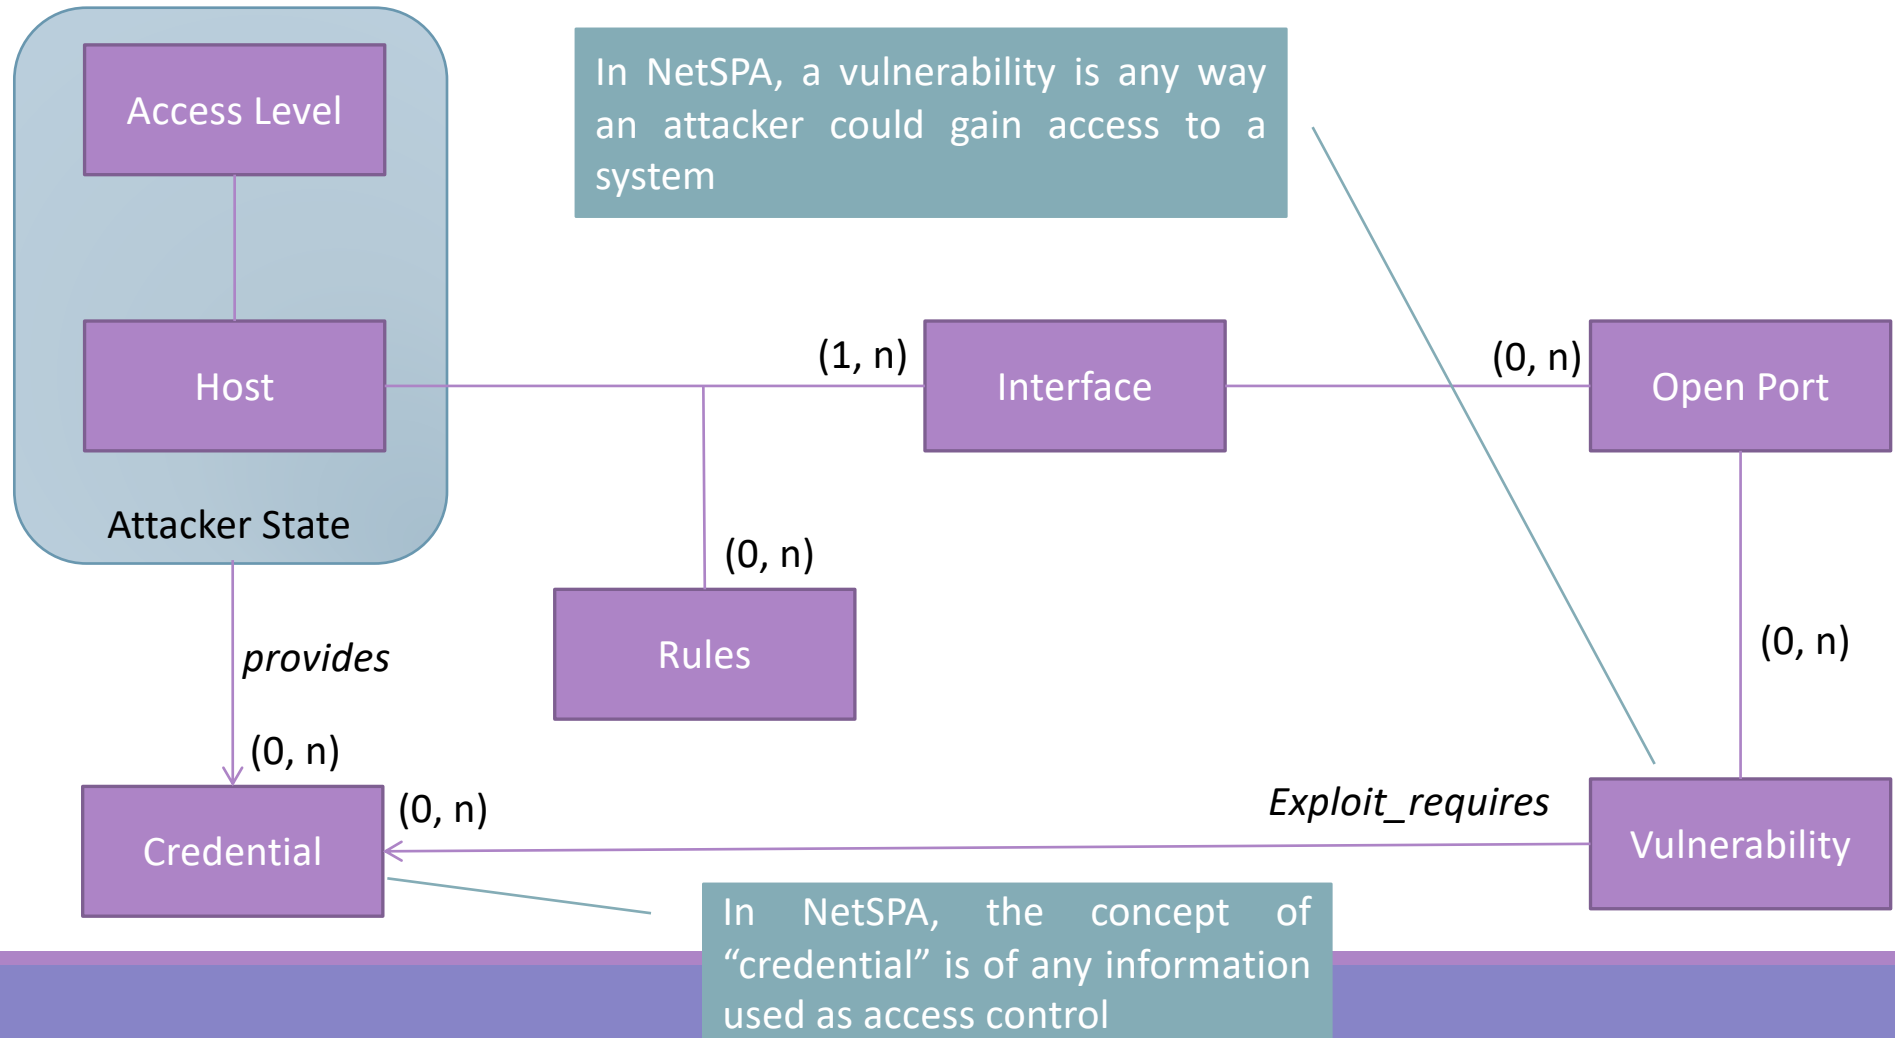 Access Level
In NetSPA, a vulnerability is any way
an attacker could gain access to a
system
Host
(1, n)
Interface
(0, n)
Open Port
Attacker State
(0, n)
provides
Rules
(0, n)
(0, n)
(0, n)
Exploit_requires
Credential
Vulnerability
In NetSPA, the concept of
“credential” is of any information
used as access control